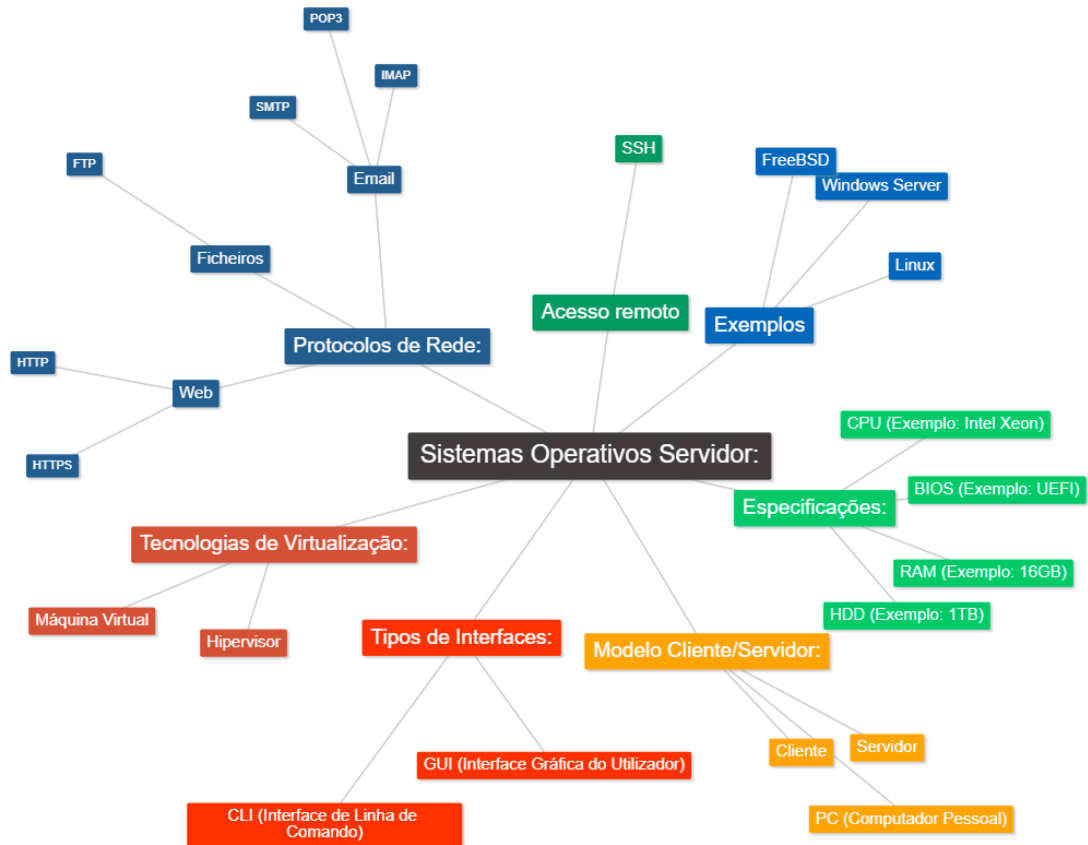 POP3
IMAP
SMTP
Email
FTP
Ficheiros
Protocolos de Rede:
HTTP
Web
HTTPS
SSH
Acesso remoto
FreeBSD
Windows Server
Linux
Exemplos
Sistemas Operativos Servidor:
CPU (Exemplo: Intel Xeon)
BIOS (Exemplo: UEFI)
Especificações:
RAM (Exemplo: 16GB)
HDD (Exemplo: 1TB)
Tecnologias de Virtualização:
Máquina Virtual
Hipervisor
Tipos de Interfaces:
GUI (Interface Gráfica do Utilizador)
CLI (Interface de Linha de
Comando)
Modelo Cliente/Servidor:
Cliente
Servidor
PC (Computador Pessoal)